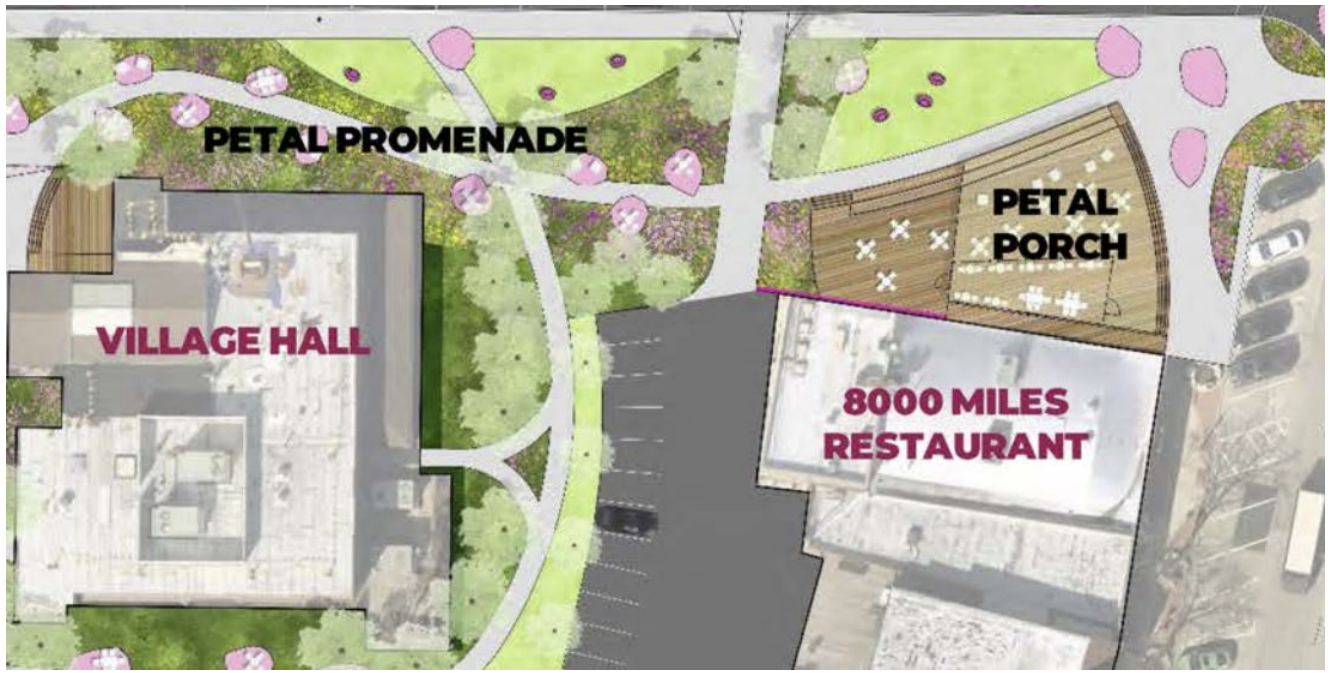 PETAL PROMENADE
PETAL
PORCH
VILLAGE HALL
8000 MILES
RESTAURANT